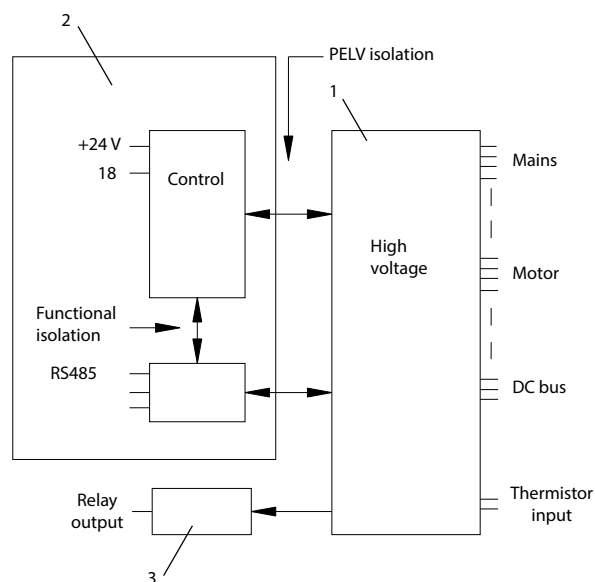 2
PELV isolation
1
+24 V
18
Control
Mains
High
voltage
Motor
Functional
isolation
RS485
DC bus
Relay
output
Thermistor
input
3